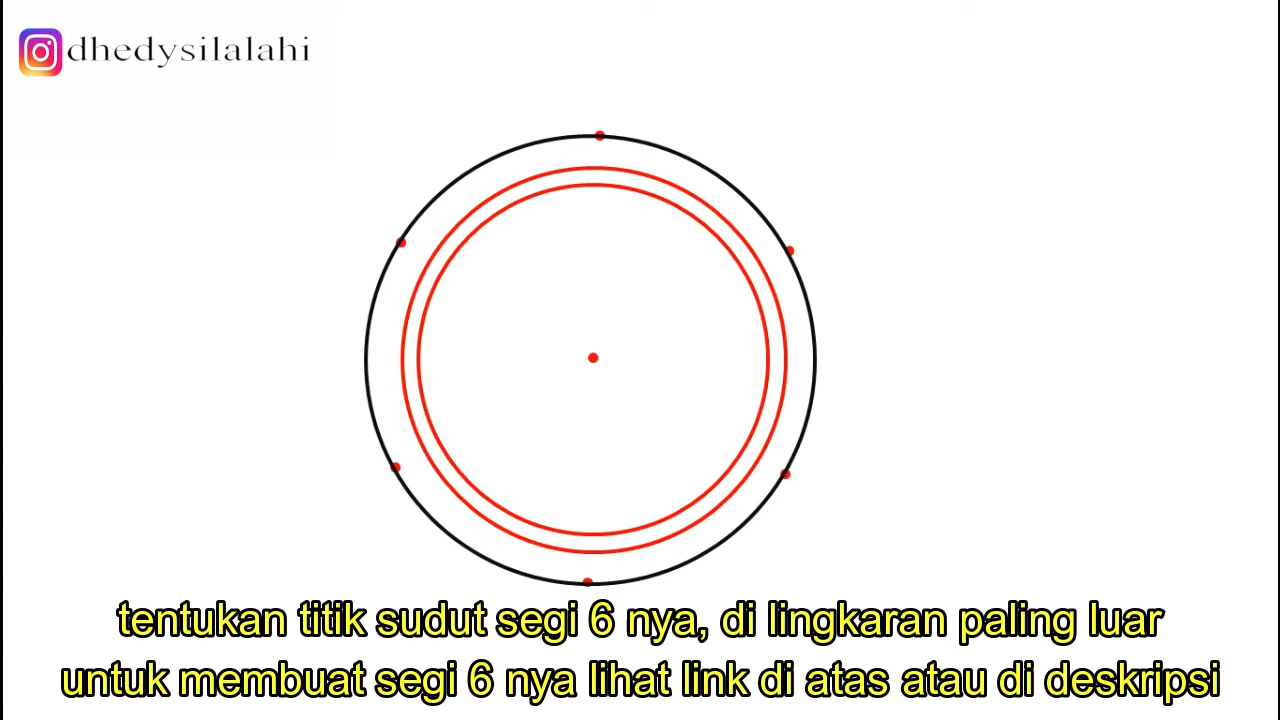 dhedysilalahi
tentukan titik sudut segi 6 nya, di lingkaran paling luar
untuk membuat segi 6 nya lihat link di atas atau di deskripsi